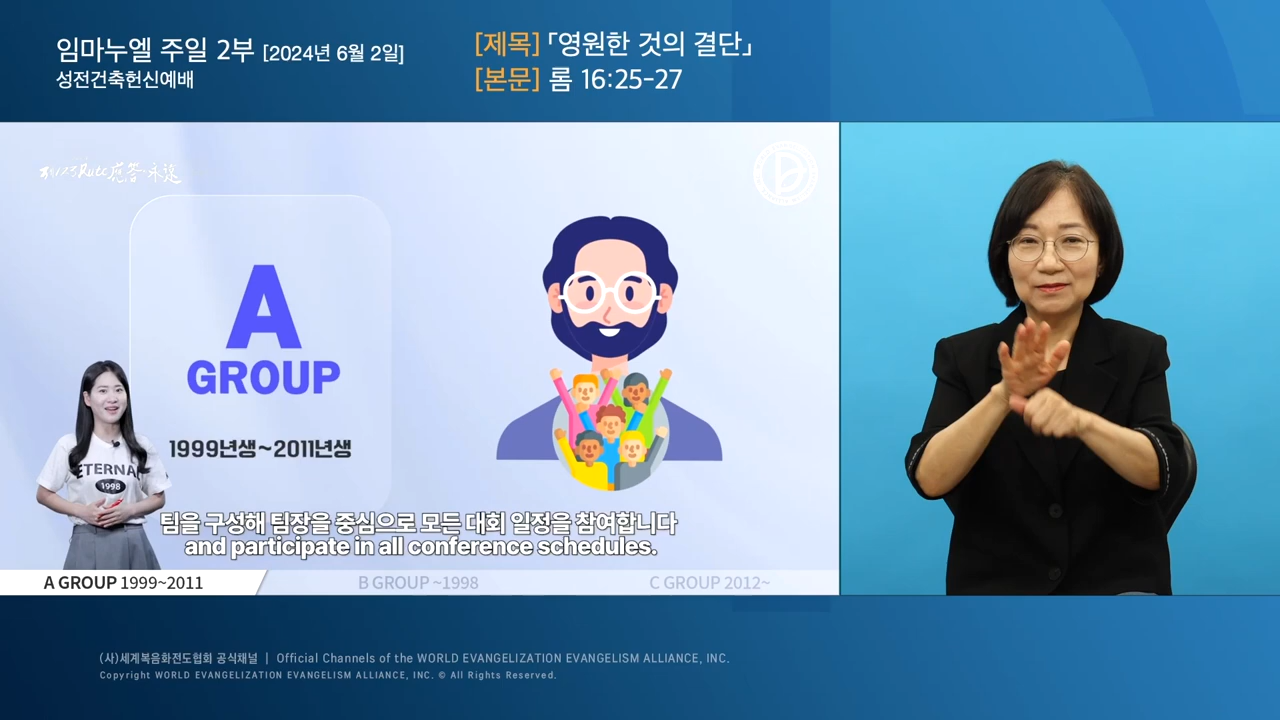 임마누엘 주일 2부 [2024년 6월 2일]
성전건축헌신예배
[제목] 「영원한 것의 결단」
[본문] 롬 16:25-27
A
GROUP
1999년생~2011년생
ETERNAL
1998
팀을 구성해 팀장을 중심으로 모든 대회 일정을 참여합니다
and participate in all conference schedules.
A GROUP 1999~2011
B GROUP ~1998
C GROUP 2012~
(사)세계복음화전도협회 공식채널 | Official Channels of the WORLD EVANGELIZATION EVANGELISM ALLIANCE, INC.
Copyright WORLD EVANGELIZATION EVANGELISM ALLIANCE, INC. © All Rights Reserved.